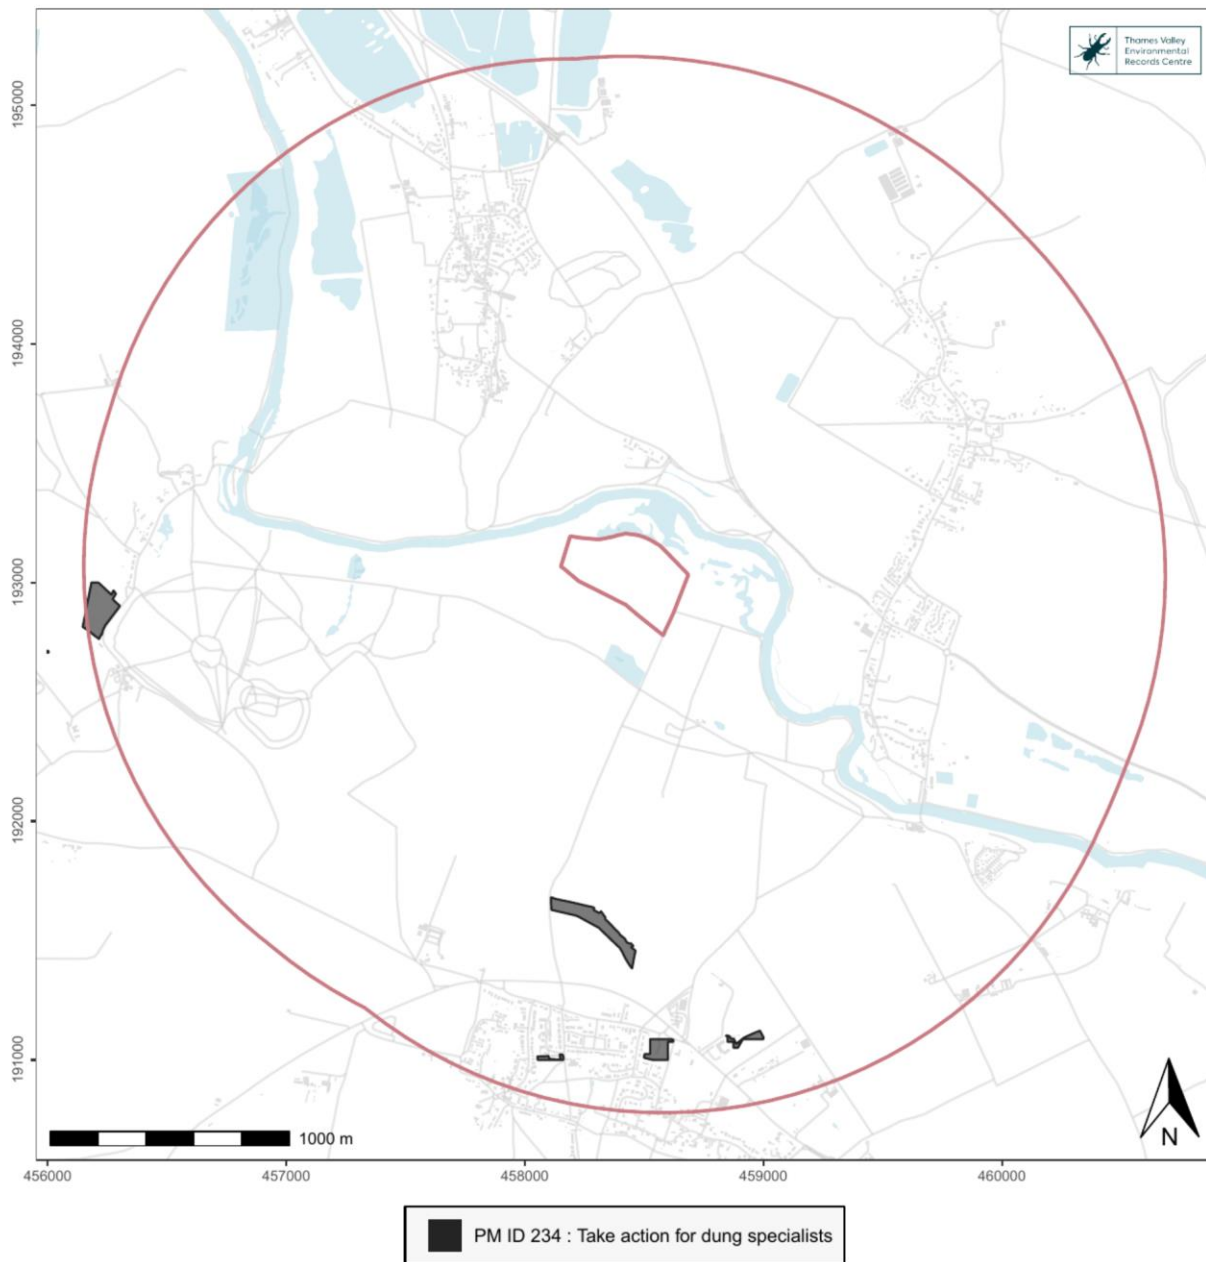 Thames Valley
Environmental
Records Centre
195000
194000
193000
192000
191000
1000 m
N
456000
457000
458000
459000
460000
PM ID 234 : Take action for dung specialists